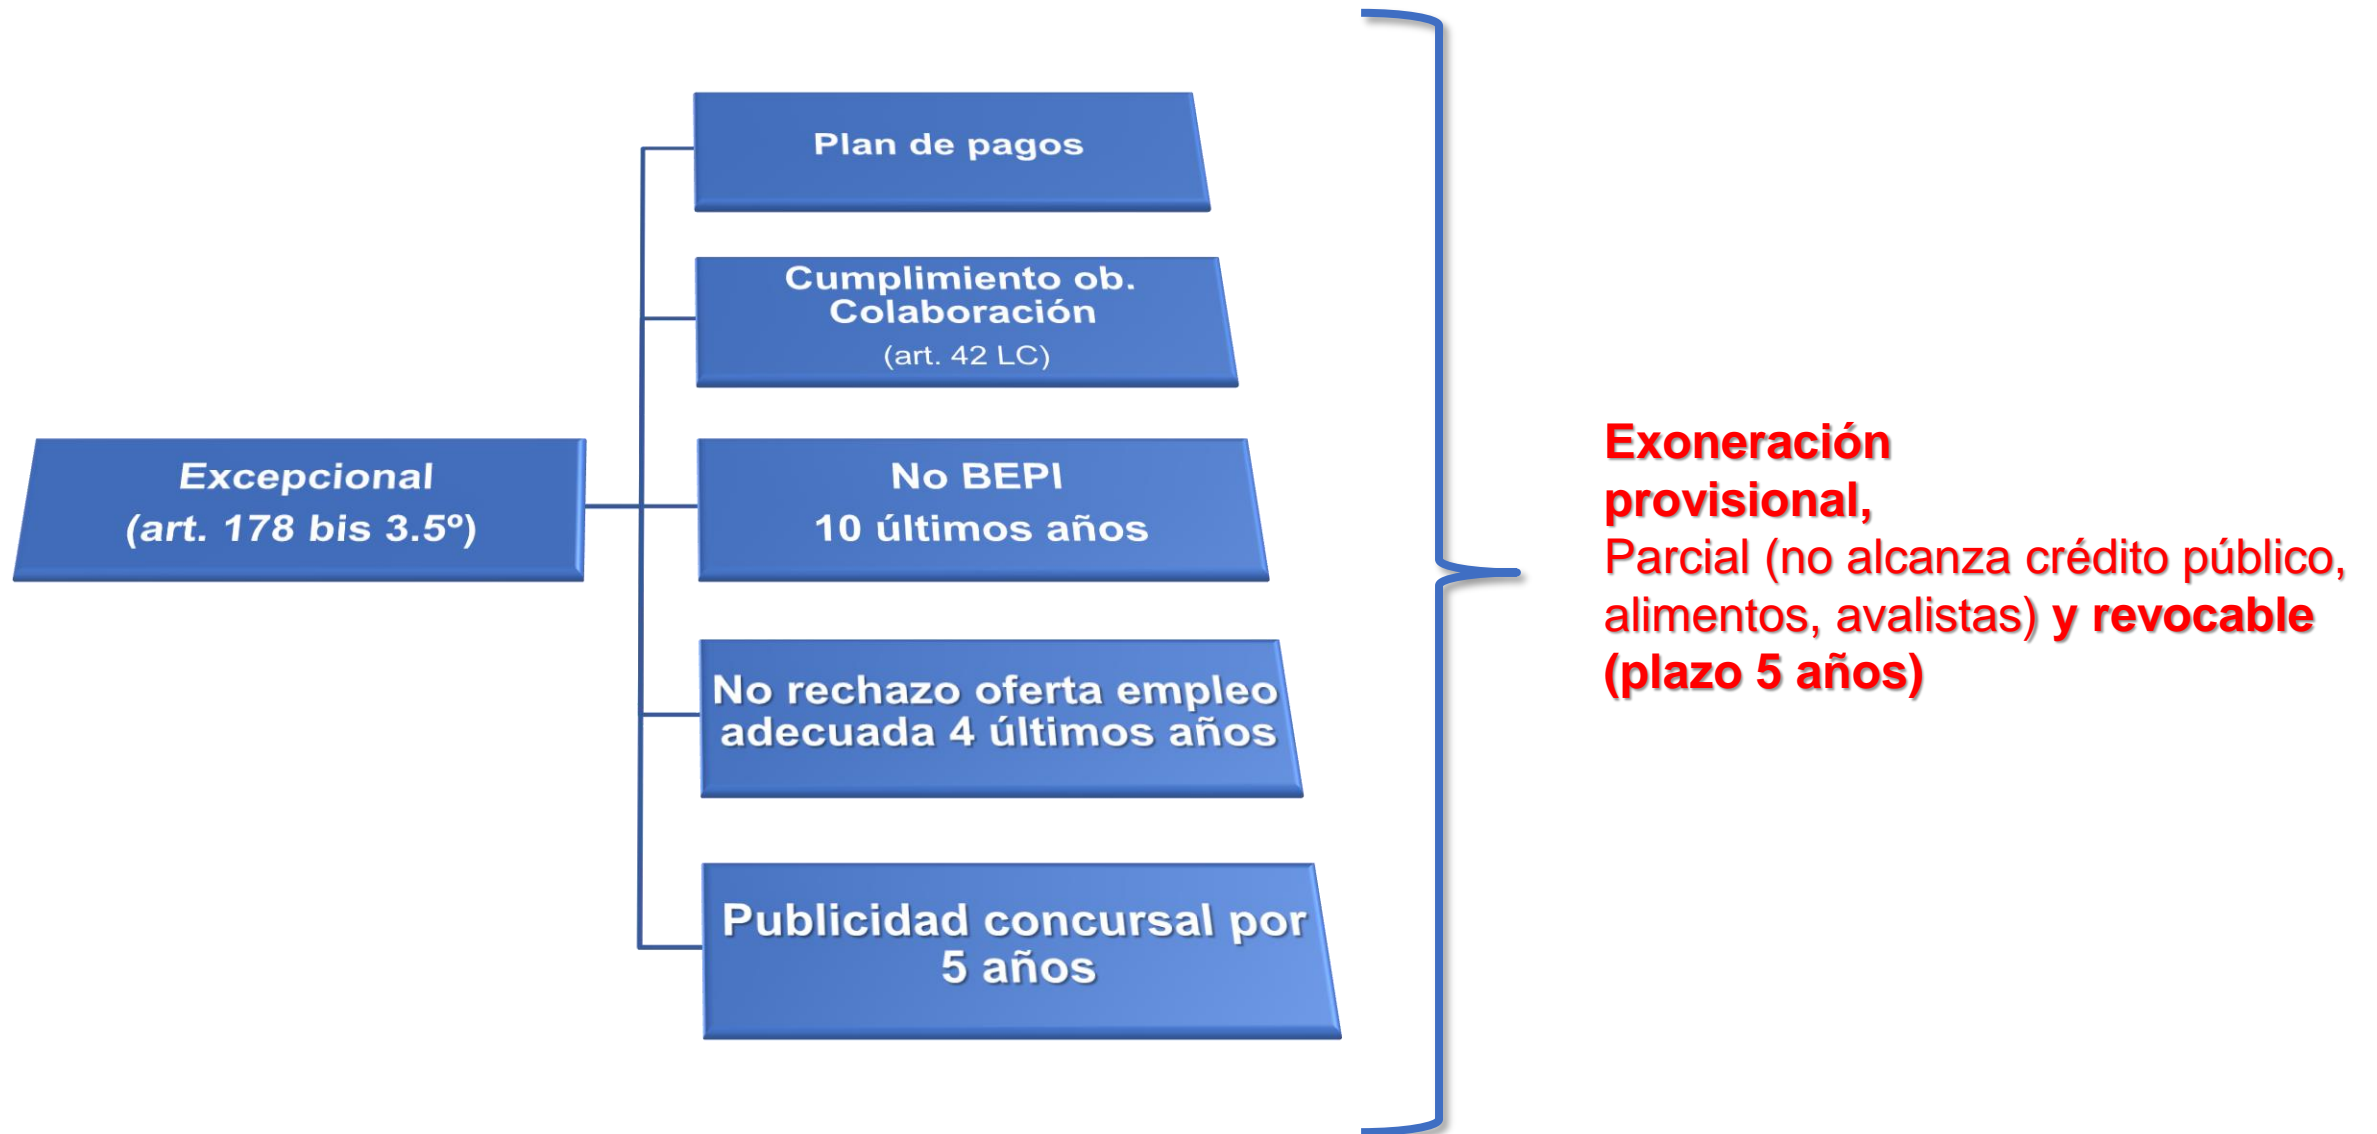 Excepcional
(art. 178 bis 3.5º)
Plan de pagos
Cumplimiento ob.
Colaboración
(art. 42 LC)
No BEPI
10 últimos años
No rechazo oferta empleo
adecuada 4 últimos años
Publicidad concursal por
5 años
Exoneración
provisional,
Parcial (no alcanza crédito público,
alimentos, avalistas) y revocable
(plazo 5 años)